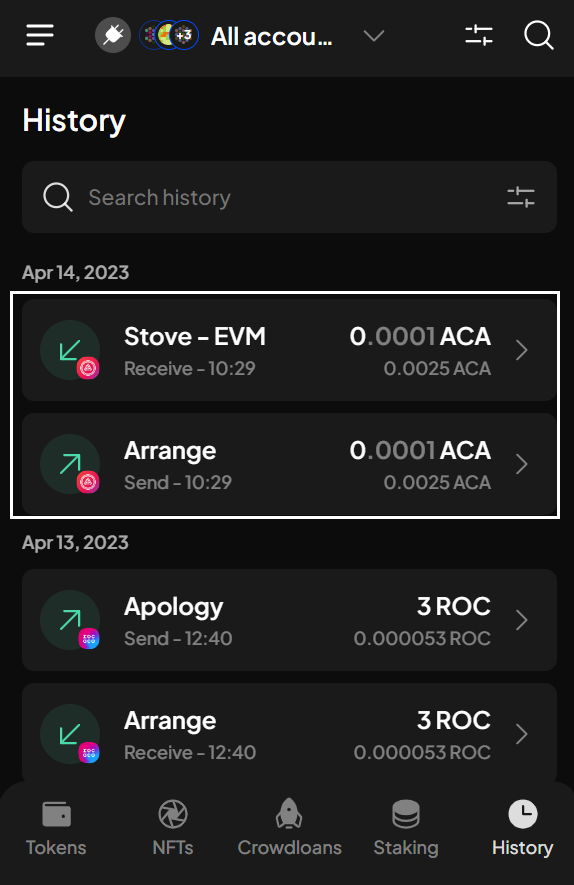 +3 All accou...
History
Search history
Apr 14, 2023
Stove - EVM 0.0001 ACA
Receive - 10:29 0.0025 ACA
Arrange 0.0001 ACA
Send - 10:29 0.0025 ACA
Apr 13, 2023
Apology 3 ROC
Send - 12:40 0.000053 ROC
Arrange 3 ROC
Receive - 12:40 0.000053 ROC
Tokens NFTs Crowdloans Staking History